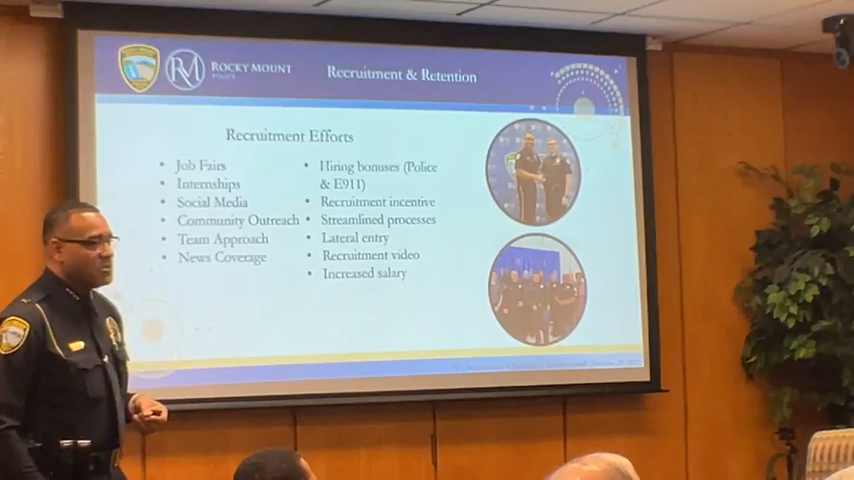 RM
ROCKY MOUNT
POLICE
Recruitment & Retention
Recruitment Efforts
• Job Fairs
• Internships
• Social Media
• Community Outreach
• Team Approach
• News Coverage
• Hiring bonuses (Police
& E911)
• Recruitment incentive
• Streamlined processes
• Lateral entry
• Recruitment video
• Increased salary